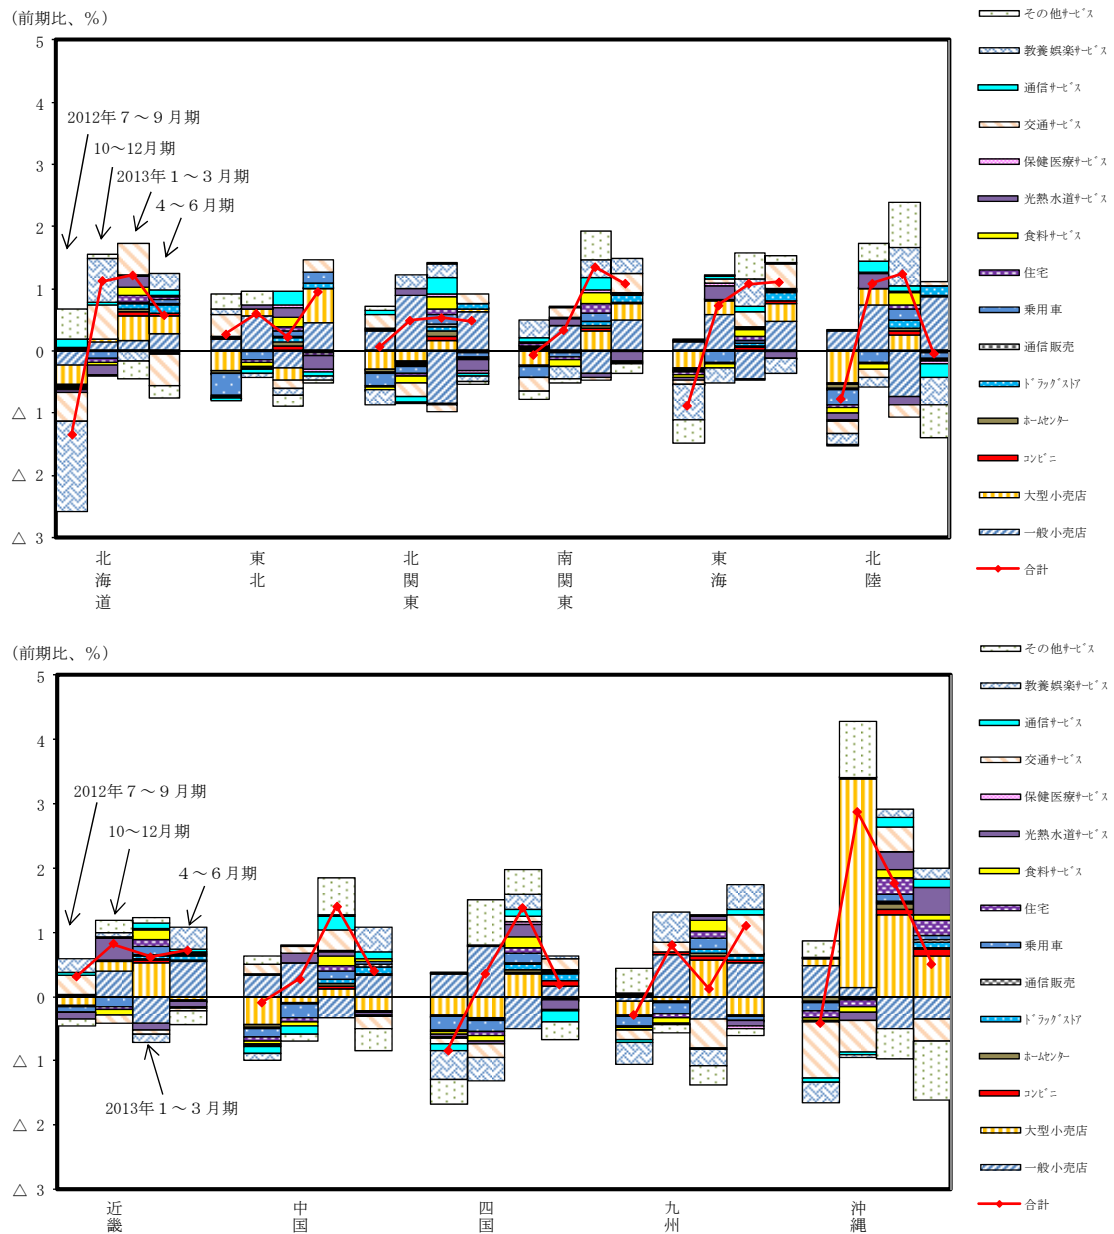 (前期比、％)
5
4
3
2
1
0
△ 1
△ 2
△ 3
2012年７～９月期
10～12月期
2013年１～３月期
４～６月期
北海道
東北
北関東
南関東
東海
北陸
その他ｻｰﾋﾞｽ
教養娯楽ｻｰﾋﾞｽ
通信ｻｰﾋﾞｽ
交通ｻｰﾋﾞｽ
保健医療ｻｰﾋﾞｽ
光熱水道ｻｰﾋﾞｽ
食料ｻｰﾋﾞｽ
住宅
乗用車
通信販売
ﾄﾞﾗｯｸﾞｽﾄｱ
ﾎｰﾑｾﾝﾀｰ
ｺﾝﾋﾞﾆ
大型小売店
一般小売店
合計
(前期比、％)
5
4
3
2
1
0
△ 1
△ 2
△ 3
2012年７～９月期
10～12月期
４～６月期
2013年１～３月期
近畿
中国
四国
九州
沖縄
その他ｻｰﾋﾞｽ
教養娯楽ｻｰﾋﾞｽ
通信ｻｰﾋﾞｽ
交通ｻｰﾋﾞｽ
保健医療ｻｰﾋﾞｽ
光熱水道ｻｰﾋﾞｽ
食料ｻｰﾋﾞｽ
住宅
乗用車
通信販売
ﾄﾞﾗｯｸﾞｽﾄｱ
ﾎｰﾑｾﾝﾀｰ
ｺﾝﾋﾞﾆ
大型小売店
一般小売店
合計